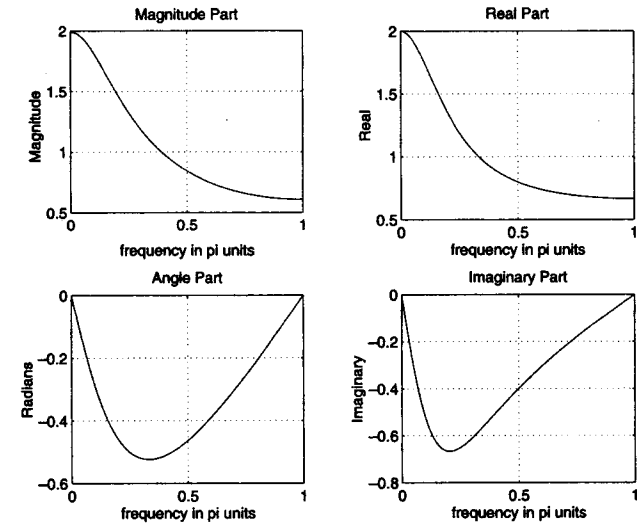 Magnitude Part
2
1.5
1
0.5
0
0.5
1
Magnitude
frequency in pi units
Real Part
2
1.5
1
0.5
0
0.5
1
Real
frequency in pi units
Angle Part
0
−0.2
−0.4
−0.6
0
0.5
1
Radians
frequency in pi units
Imaginary Part
0
−0.2
−0.4
−0.6
−0.8
0
0.5
1
Imaginary
frequency in pi units